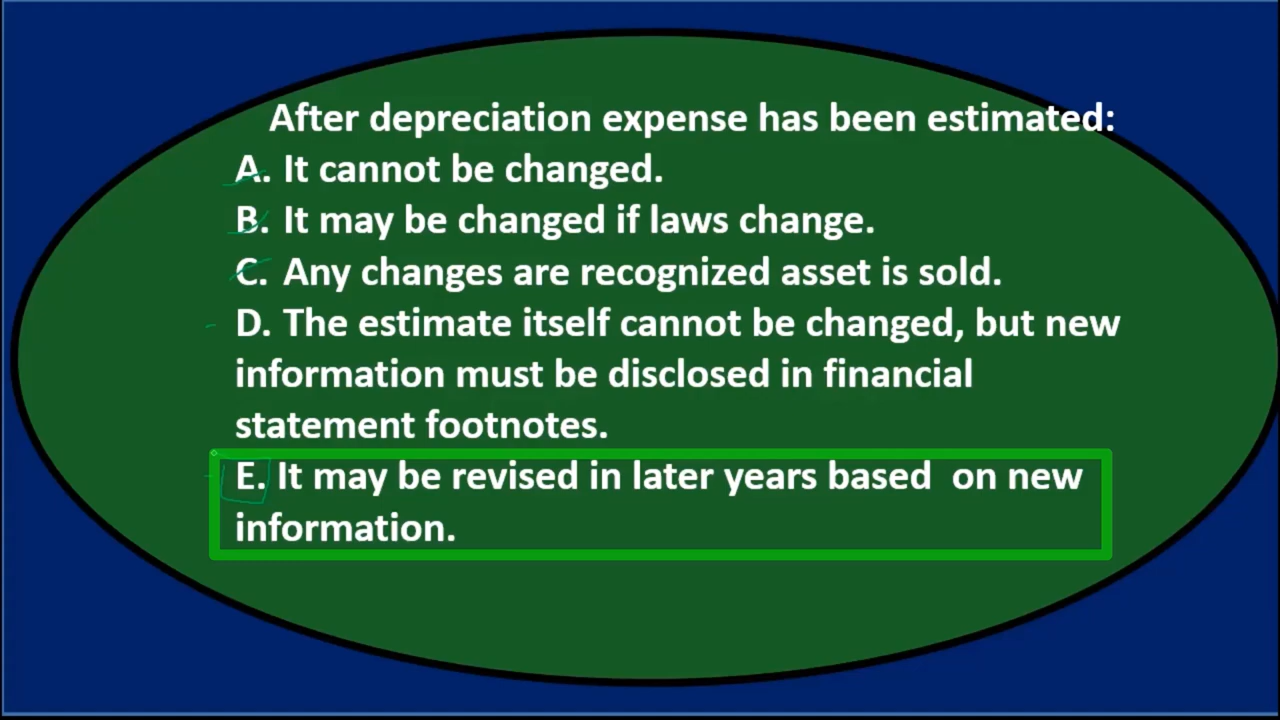 After depreciation expense has been estimated:
A. It cannot be changed.
B. It may be changed if laws change.
C. Any changes are recognized asset is sold.
D. The estimate itself cannot be changed, but new
information must be disclosed in financial
statement footnotes.
E. It may be revised in later years based  on new
information.